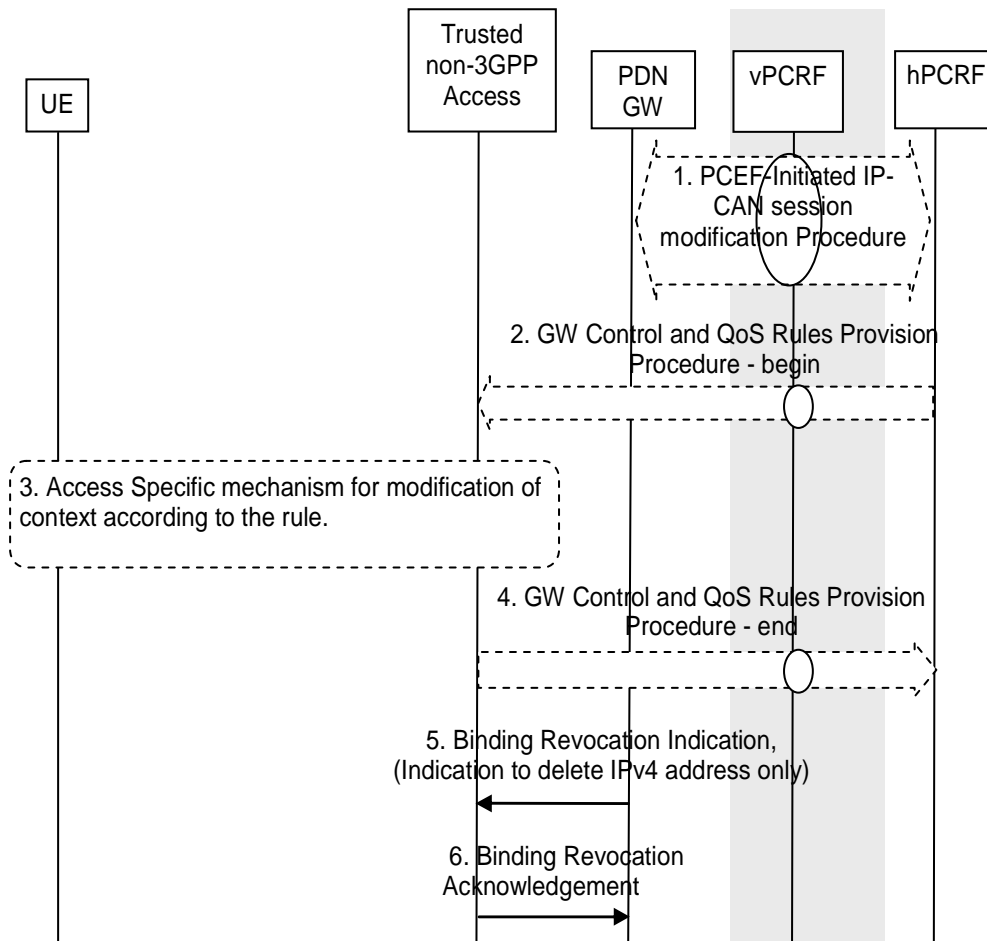 UE
Trusted
non-3GPP
Access
PDN
GW
vPCRF
hPCRF
1. PCEF-Initiated IP-
CAN session
modification Procedure
2. GW Control and QoS Rules Provision
Procedure - begin
3. Access Specific mechanism for modification of
context according to the rule.
4. GW Control and QoS Rules Provision
Procedure - end
5. Binding Revocation Indication,
(Indication to delete IPv4 address only)
6. Binding Revocation
Acknowledgement